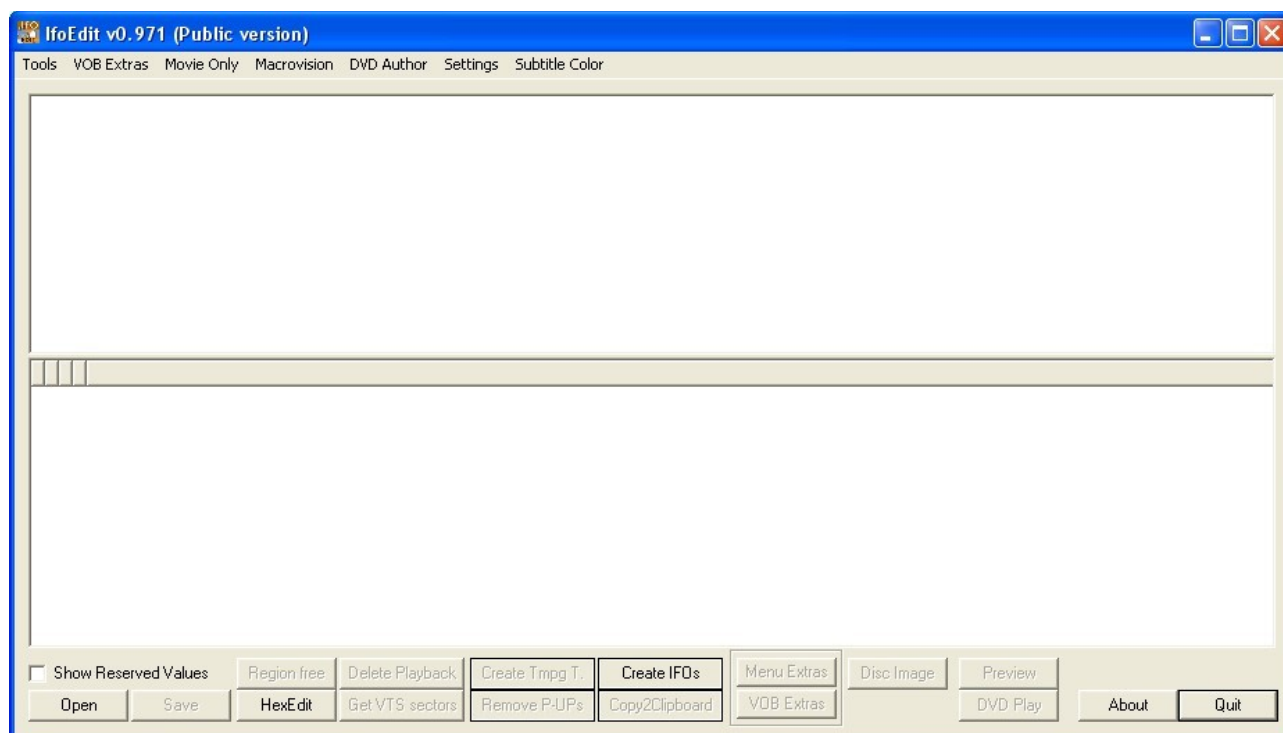 IfoEdit v0.971 (Public version)
Tools VOB Extras Movie Only Macrovision DVD Author Settings Subtitle Color
Show Reserved Values Region free Delete Playback Create Tmpg T. Create IFOs Menu Extras Disc Image Preview
Open Save HexEdit Get VTS sectors Remove P-UPs Copy2Clipboard VOB Extras DVD Play About Quit